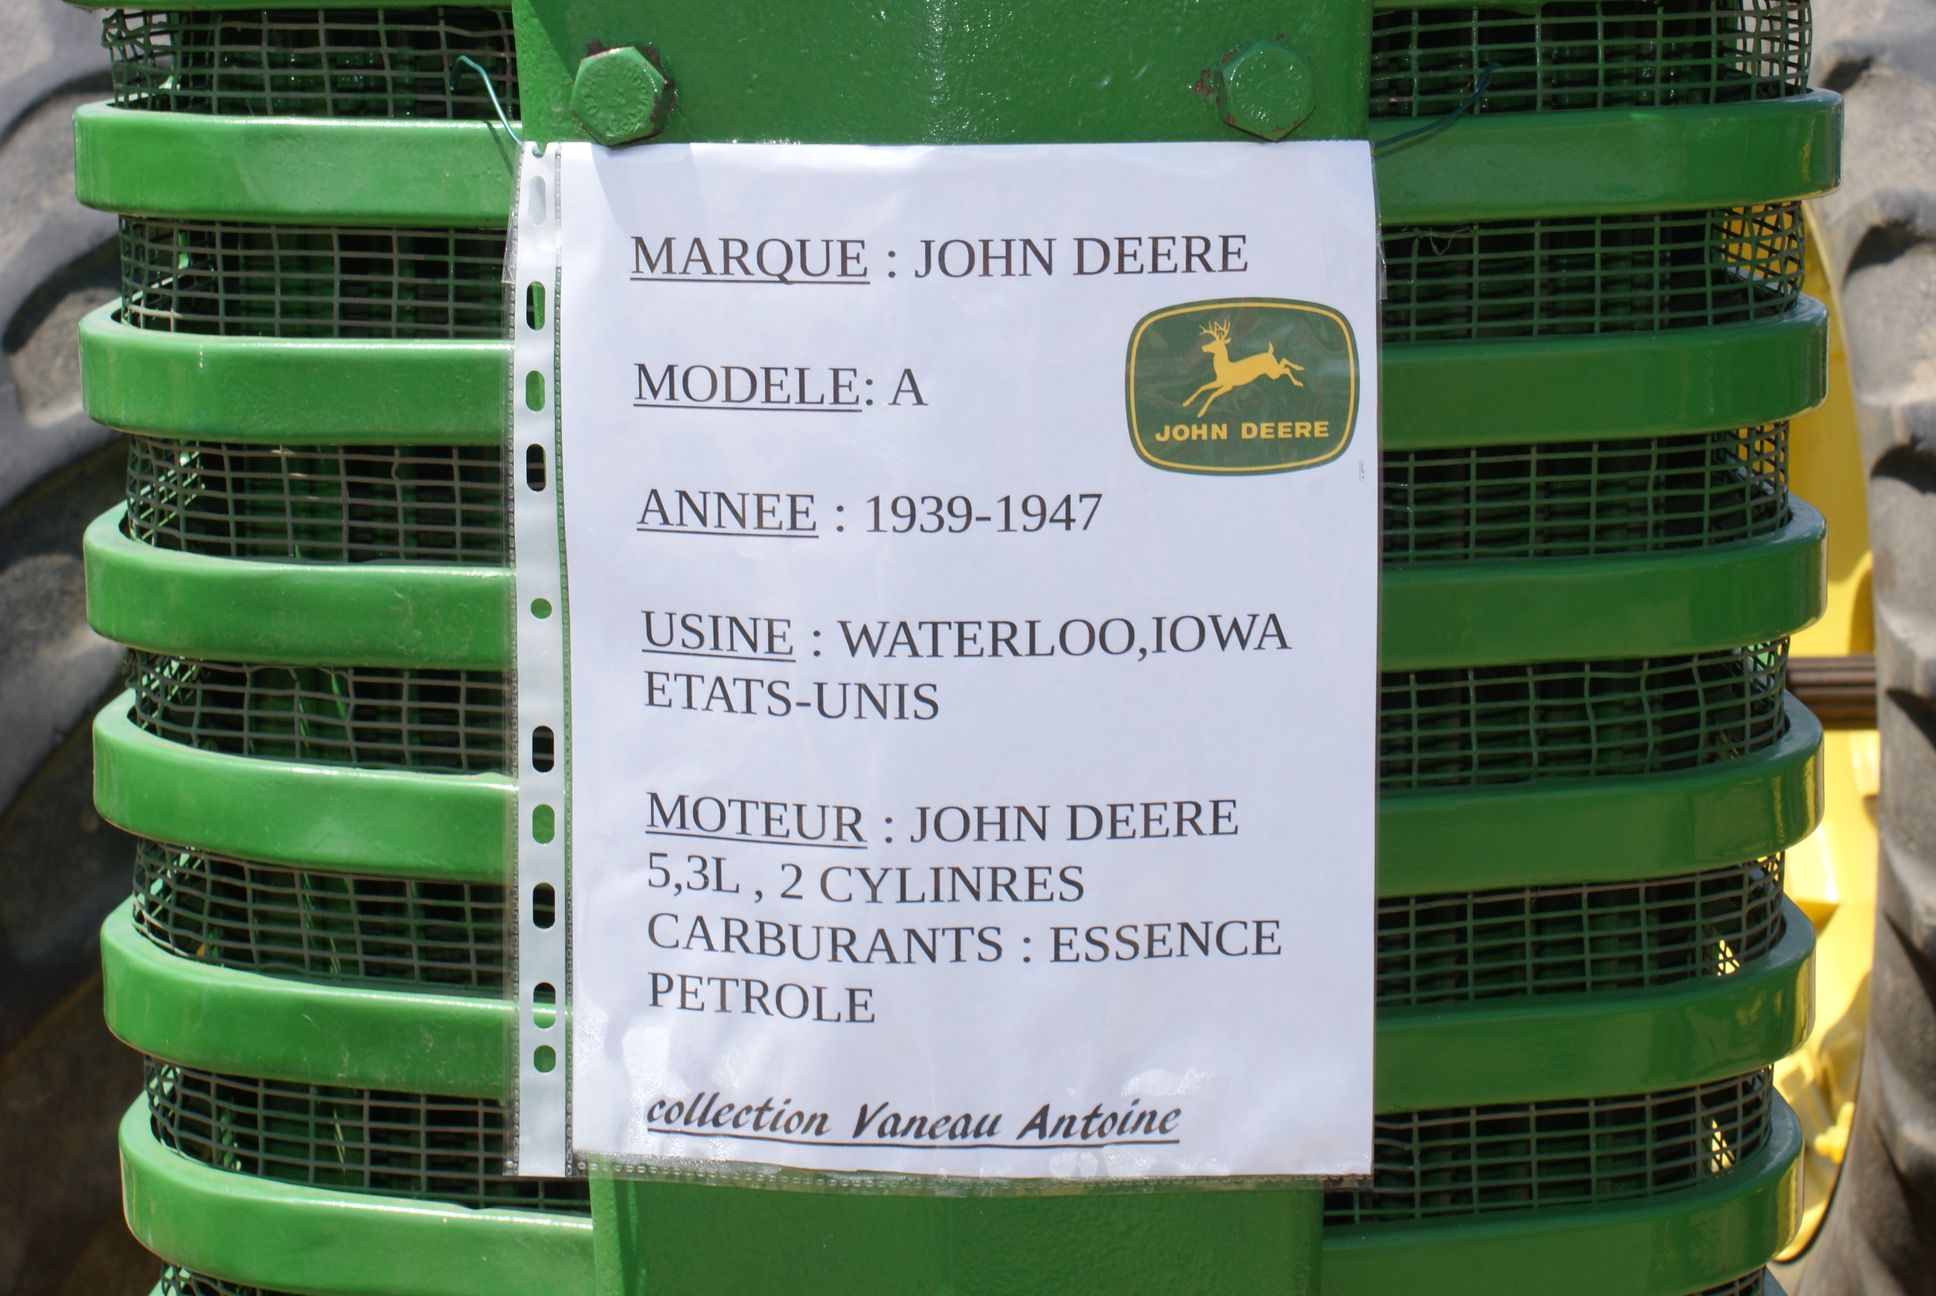 MARQUE : JOHN DEERE
JOHN DEERE
MODELE: A
ANNEE : 1939-1947
USINE : WATERLOO,IOWA
ETATS-UNIS
MOTEUR : JOHN DEERE
5,3L , 2 CYLINRES
CARBURANTS : ESSENCE
PETROLE
collection Vaneau Antoine